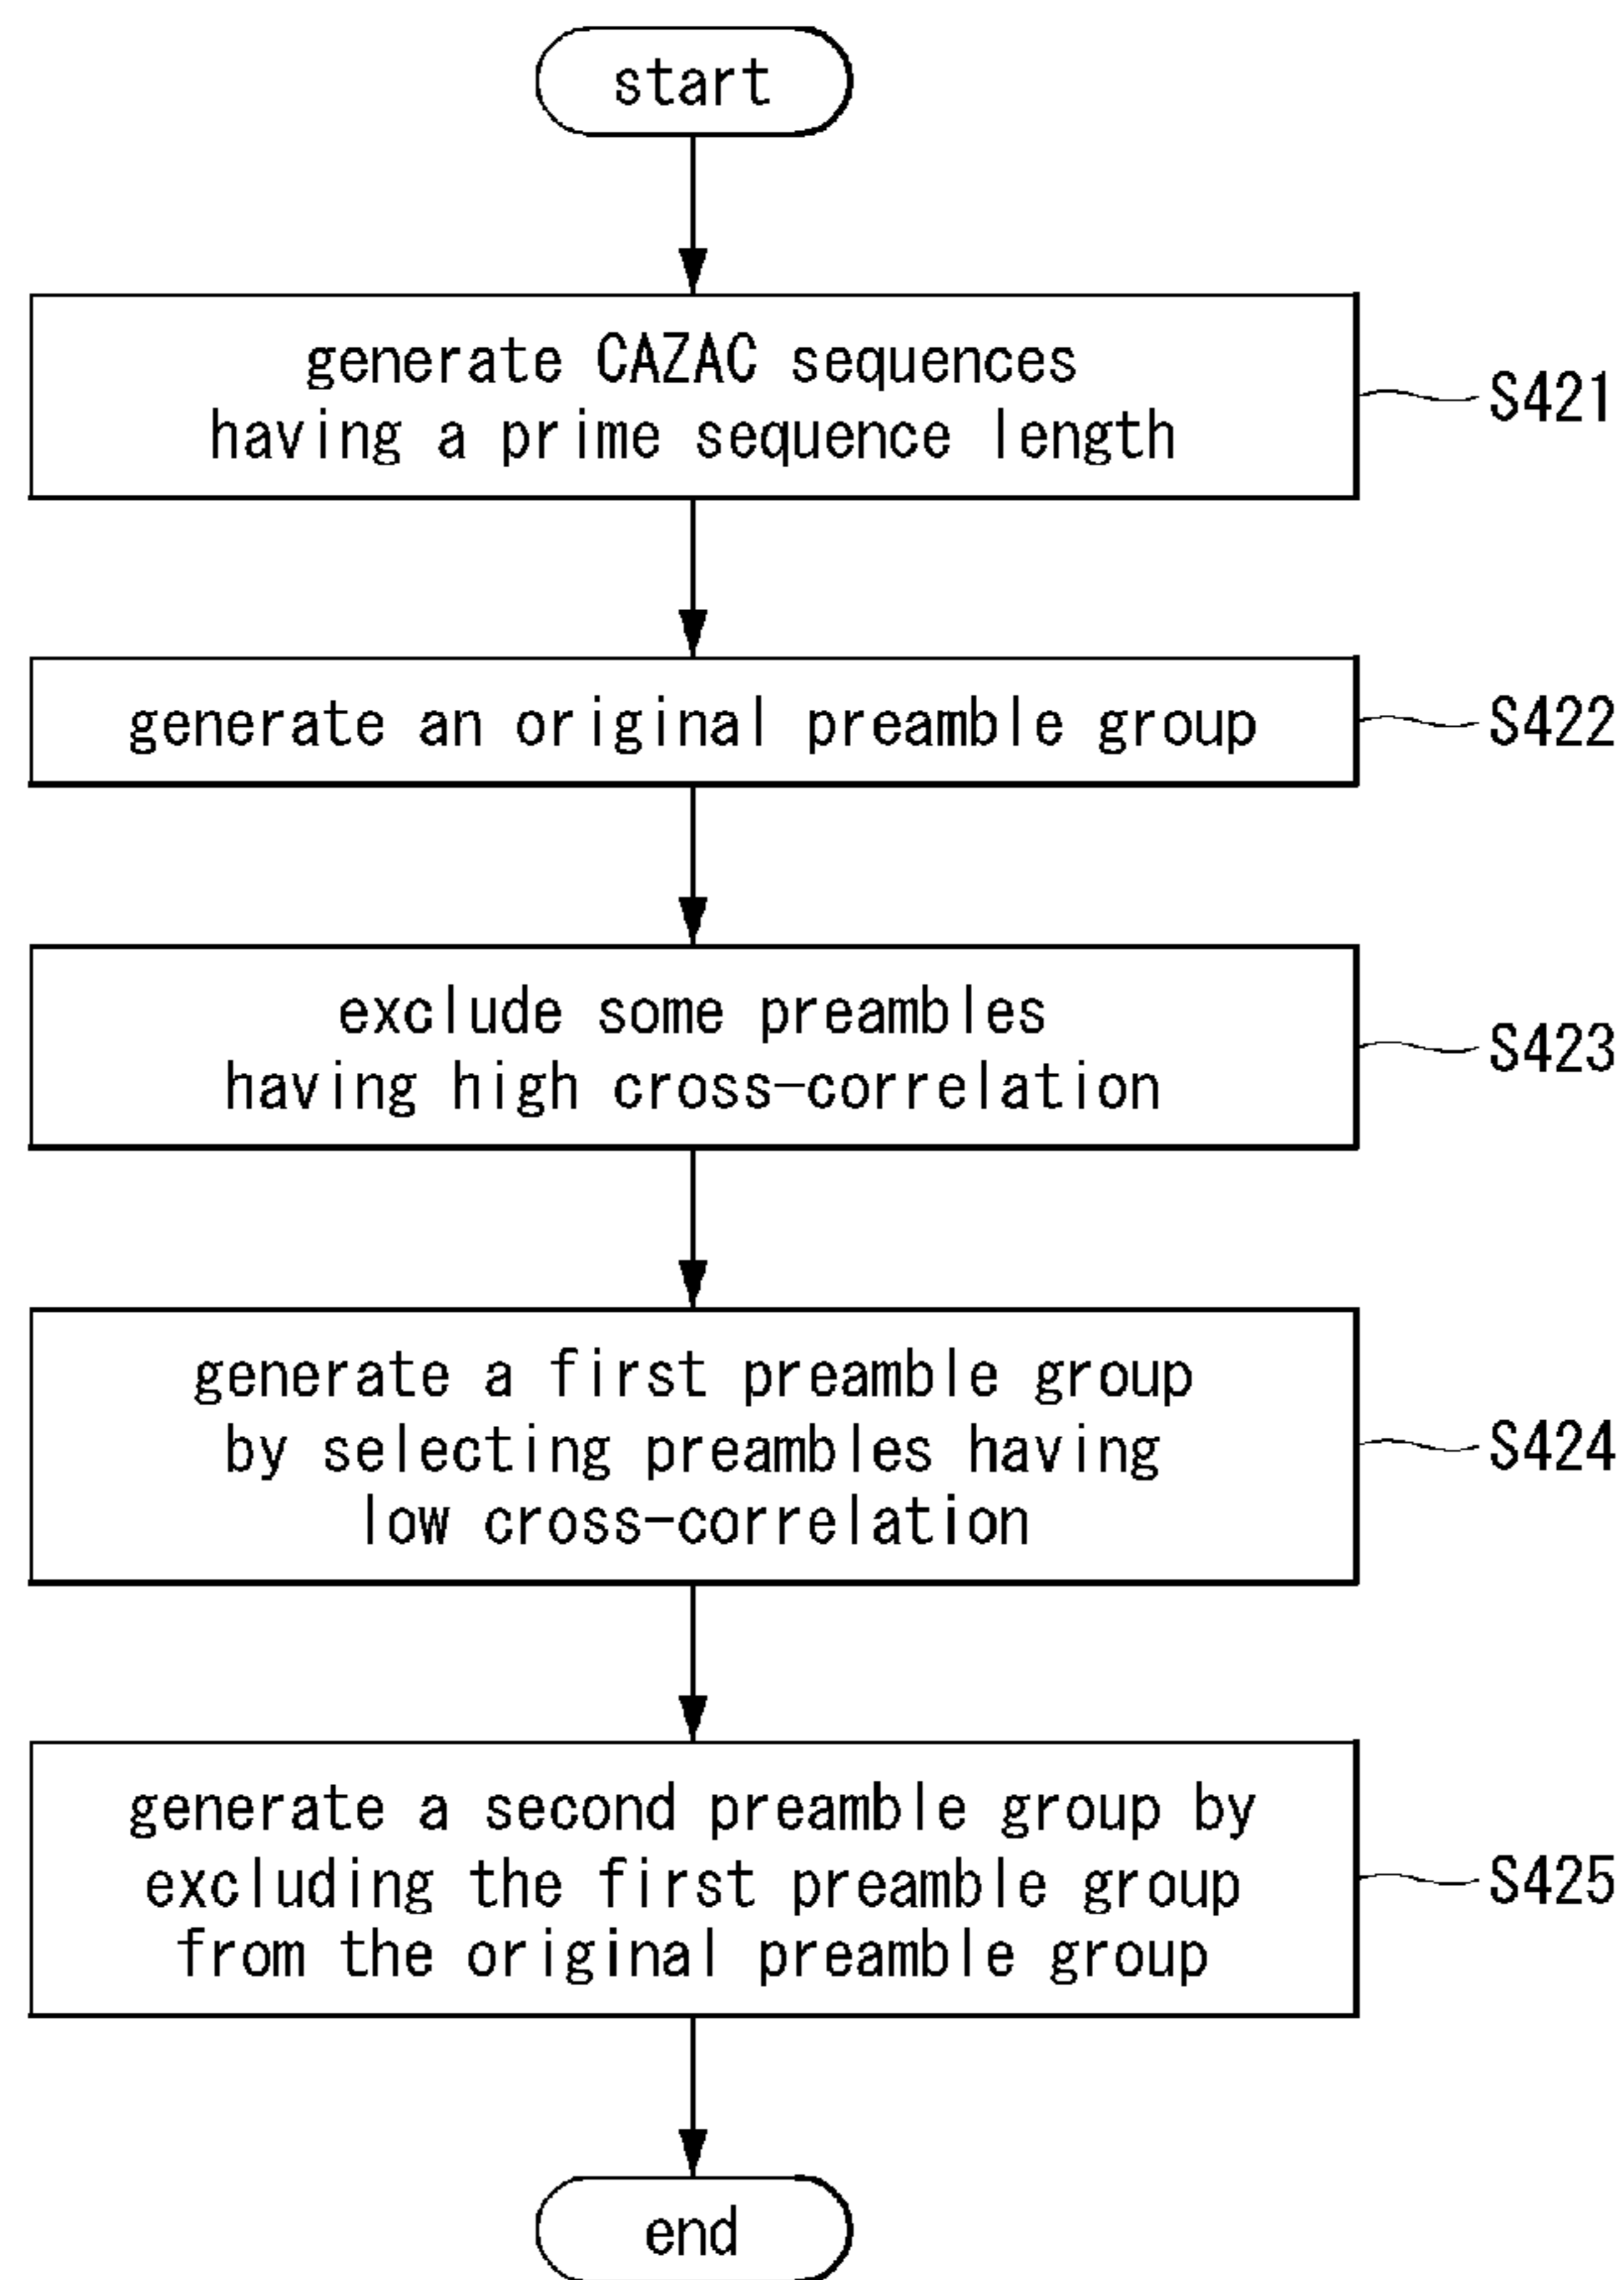 start
generate CAZAC sequences
having a prime sequence length
S421
generate an original preamble group
S422
exclude some preambles
having high cross-correlation
S423
generate a first preamble group
by selecting preambles having
low cross-correlation
S424
generate a second preamble group by
excluding the first preamble group
from the original preamble group
S425
end